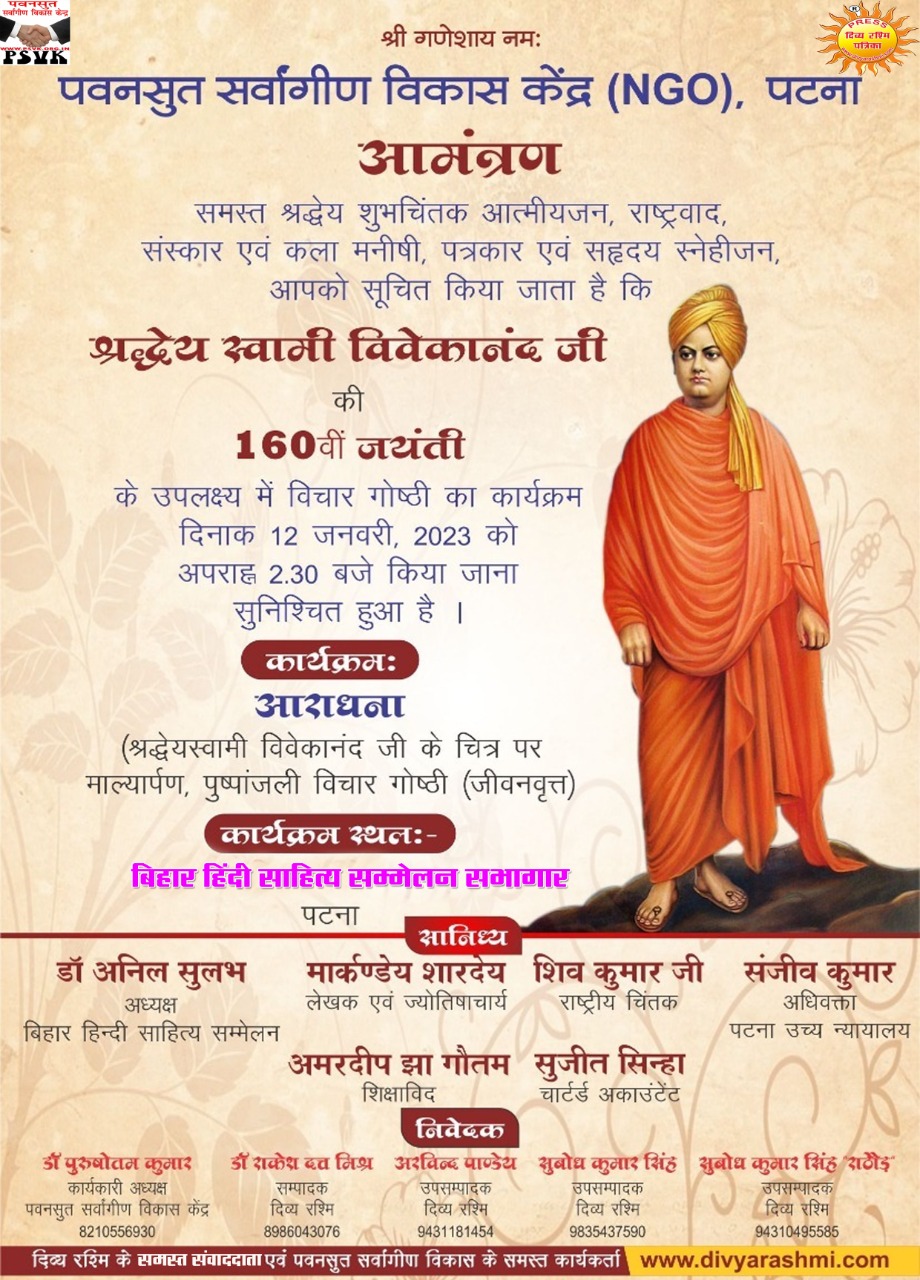 पवनसुत
सर्वांगीण विकास केन्द्र
WWW.PSVK.ORG.IN
PSVK
PRESS
दिव्य रश्मि
पत्रिका
श्री गणेशाय नम:
पवनसुत सर्वांगीण विकास केंद्र (NGO), पटना
आमंत्रण
समस्त श्रद्धेय शुभचिंतक आत्मीयजन, राष्ट्रवाद,
संस्कार एवं कला मनीषी, पत्रकार एवं सहृदय स्नेहीजन,
आपको सूचित किया जाता है कि
श्रद्धेय स्वामी विवेकानंद जी
की
160वीं जयंती
के उपलक्ष्य में विचार गोष्ठी का कार्यक्रम
दिनाक 12 जनवरी, 2023 को
अपराह्न 2.30 बजे किया जाना
सुनिश्चित हुआ है ।
कार्यक्रम:
आराधना
(श्रद्धेयस्वामी विवेकानंद जी के चित्र पर
माल्यार्पण, पुष्पांजली विचार गोष्ठी (जीवनवृत्त)
कार्यक्रम स्थल:-
बिहार हिंदी साहित्य सम्मेलन सभागार
पटना
सानिध्य
डॉ अनिल सुलभ
अध्यक्ष
बिहार हिन्दी साहित्य सम्मेलन
मार्कण्डेय शारदेय
लेखक एवं ज्योतिषाचार्य
शिव कुमार जी
राष्ट्रीय चिंतक
संजीव कुमार
अधिवक्ता
पटना उच्य न्यायालय
अमरदीप झा गौतम
शिक्षाविद
सुजीत सिन्हा
चार्टर्ड अकाउंटेंट
निवेदक
डॉ पुरुषोतम कुमार
कार्यकारी अध्यक्ष
पवनसुत सर्वांगीण विकास केंद्र
8210556930
डॉ राकेश दत्त मिश्र
सम्पादक
दिव्य रश्मि
8986043076
अरविन्द पाण्डेय
उपसम्पादक
दिव्य रश्मि
9431181454
सुबोध कुमार सिंह
उपसम्पादक
दिव्य रश्मि
9835437590
सुबोध कुमार सिंह "राठौड़"
उपसम्पादक
दिव्य रश्मि
94310495585
दिव्य रश्मि के समस्त संवाददाता एवं पवनसुत सर्वांगीण विकास के समस्त कार्यकर्ता
www.divyarashmi.com